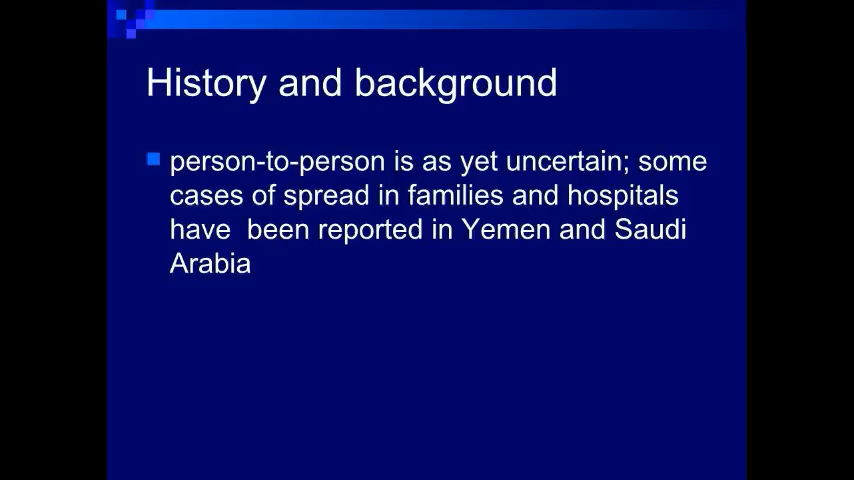 History and background
person-to-person is as yet uncertain; some
cases of spread in families and hospitals
have  been reported in Yemen and Saudi
Arabia